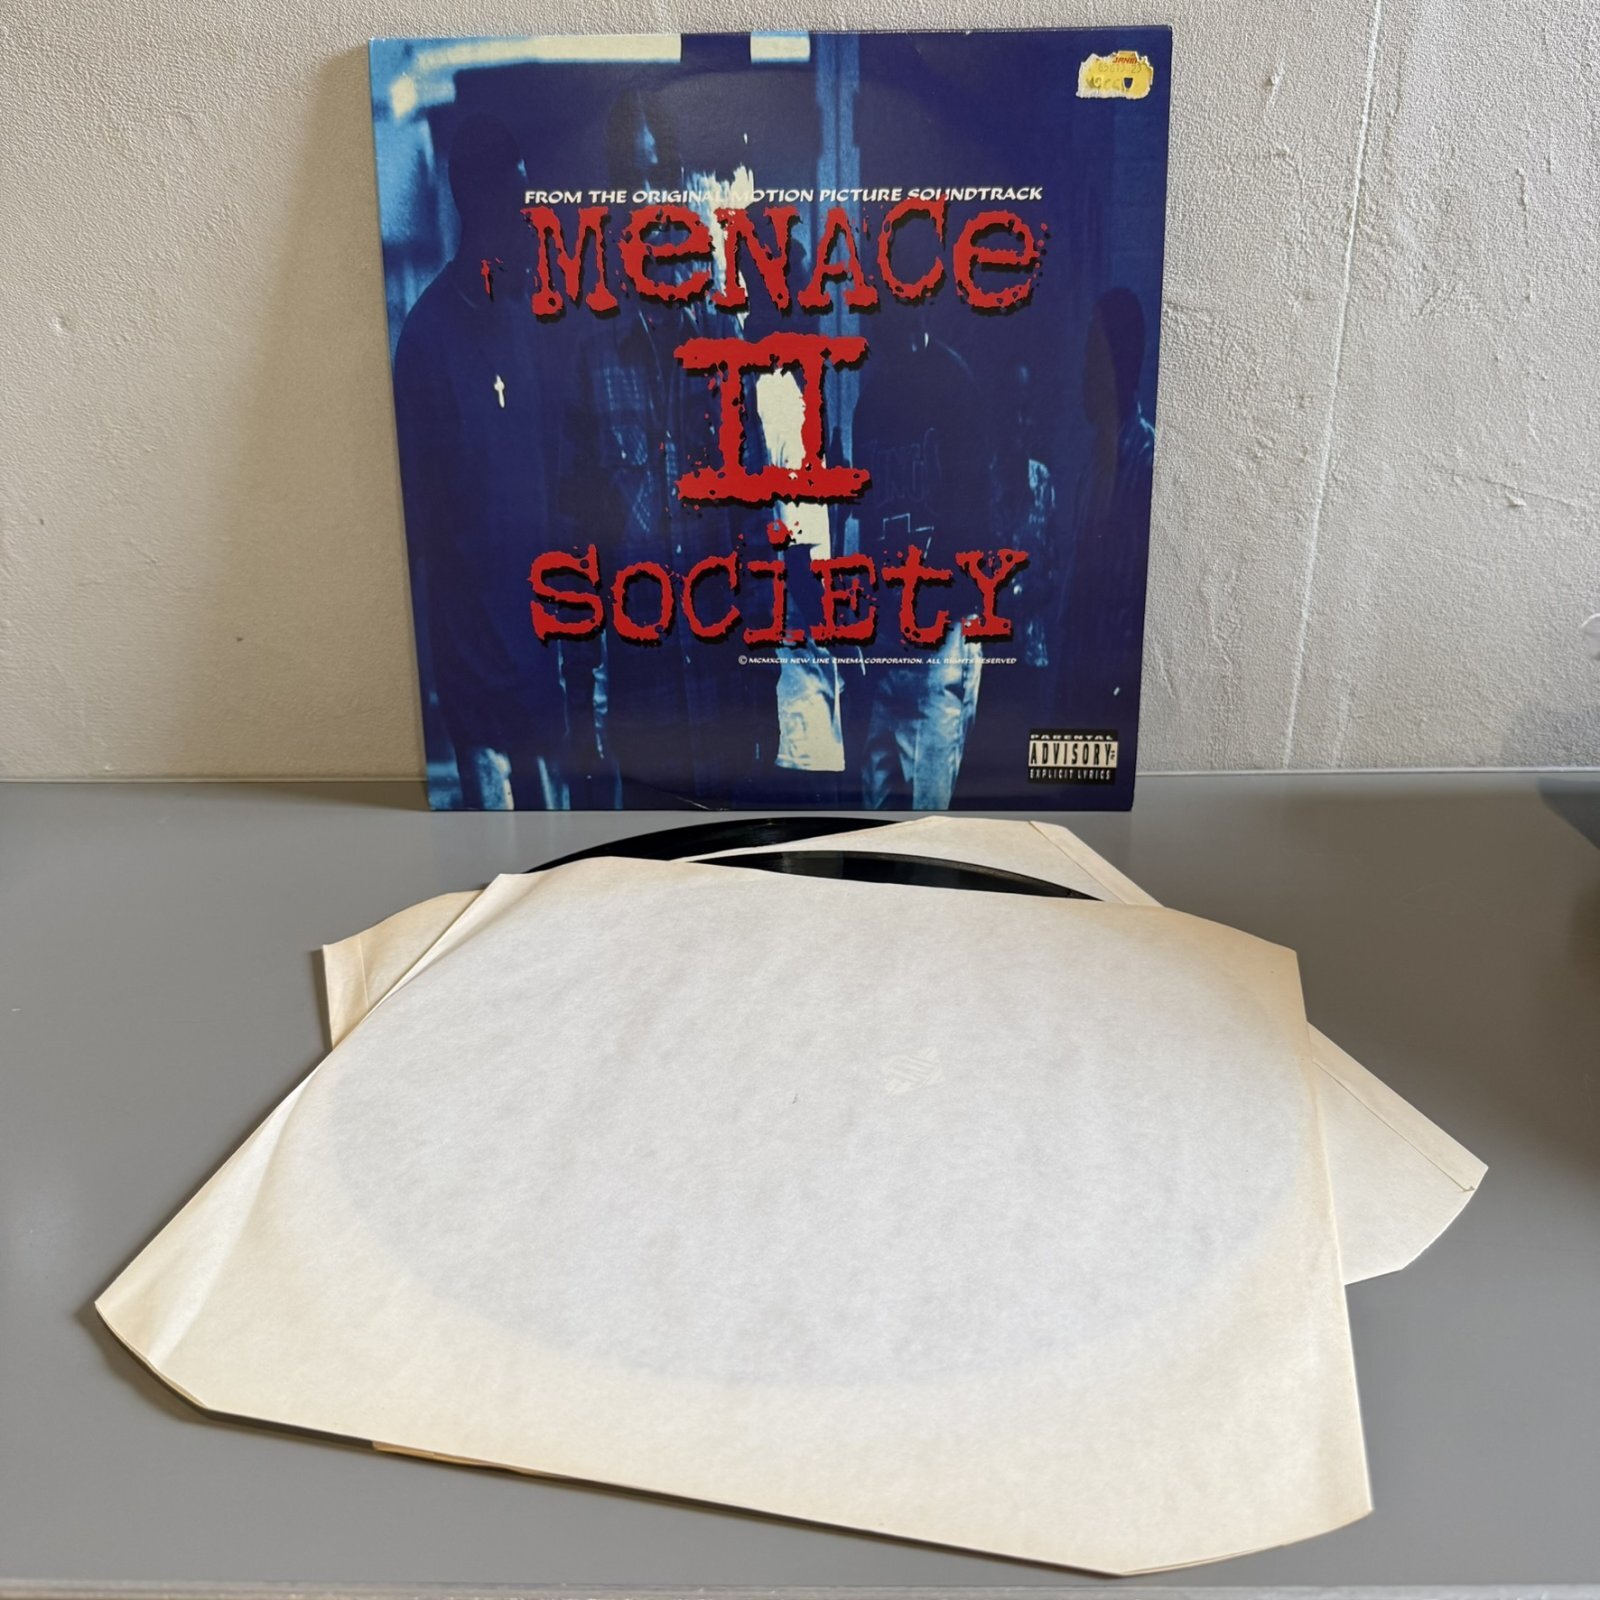 FROM THE ORIGINAL MOTION PICTURE SOUNDTRACK
MeNACe
II
SOCiEtY
© MCMXCIII NEW LINE CINEMA CORPORATION. ALL RIGHTS RESERVED
PARENTAL
ADVISORY
EXPLICIT LYRICS